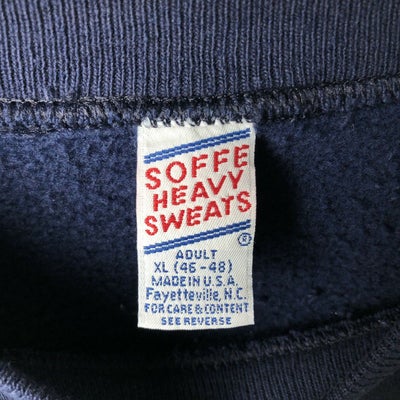 SOFFE
HEAVY
SWEATS
®
ADULT
XL (46-48)
MADE IN U.S.A.
Fayetteville, N.C.
FOR CARE & CONTENT
SEE REVERSE